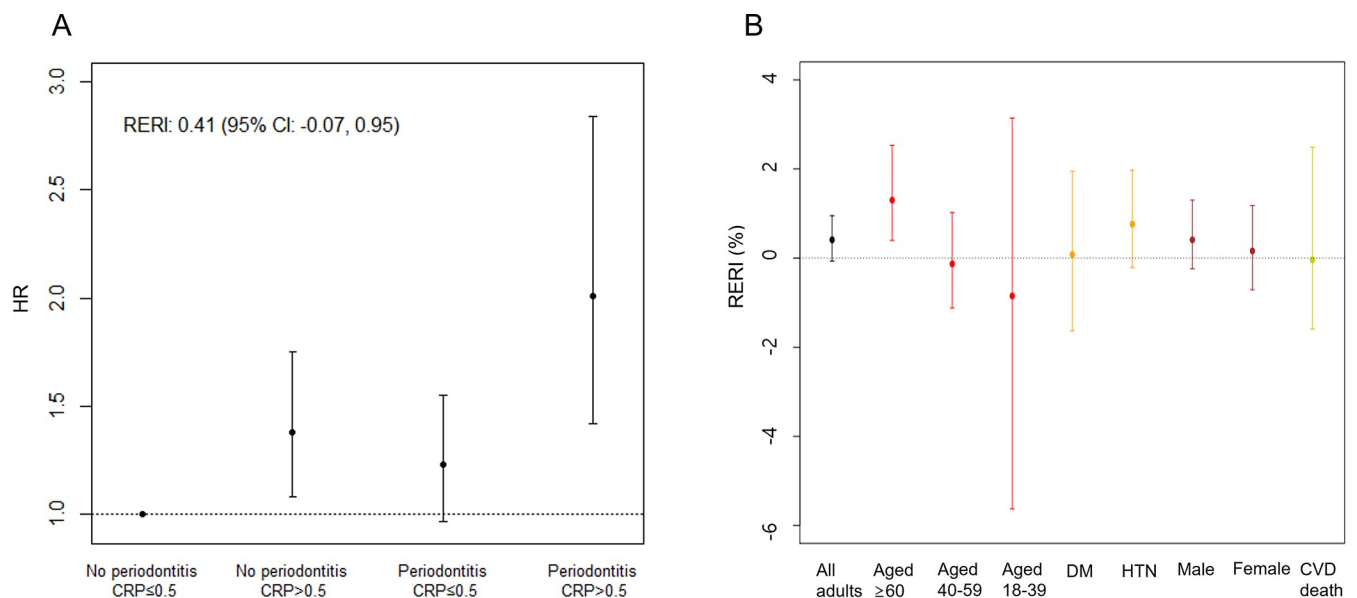 A
HR
3.0
2.5
2.0
1.5
1.0
RERI: 0.41 (95% CI: -0.07, 0.95)
No periodontitis
CRP≤0.5
No periodontitis
CRP>0.5
Periodontitis
CRP≤0.5
Periodontitis
CRP>0.5
B
RERI (%)
4
2
0
-2
-4
-6
All
adults
Aged
≥60
Aged
40-59
Aged
18-39
DM
HTN
Male
Female
CVD
death